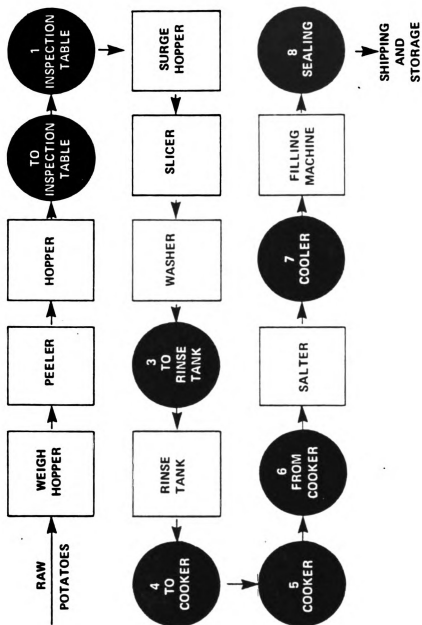 RAW
POTATOES
WEIGH
HOPPER
PEELER
HOPPER
TO
INSPECTION
TABLE
1
INSPECTION
TABLE
SURGE
HOPPER
SLICER
WASHER
3
TO
RINSE
TANK
RINSE
TANK
4
TO
COOKER
5
COOKER
6
FROM
COOKER
SALTER
7
COOLER
FILLING
MACHINE
8
SEALING
SHIPPING
AND
STORAGE